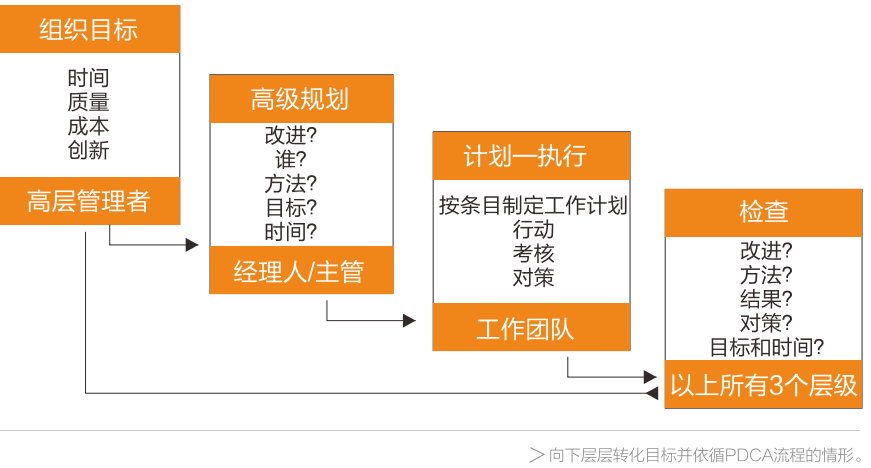 组织目标
时间
质量
成本
创新
高层管理者
高级规划
改进?
谁?
方法?
目标?
时间?
经理人/主管
计划—执行
按条目制定工作计划
行动
考核
对策
工作团队
检查
改进?
方法?
结果?
对策?
目标和时间?
以上所有3个层级
＞向下层层转化目标并依循PDCA流程的情形。